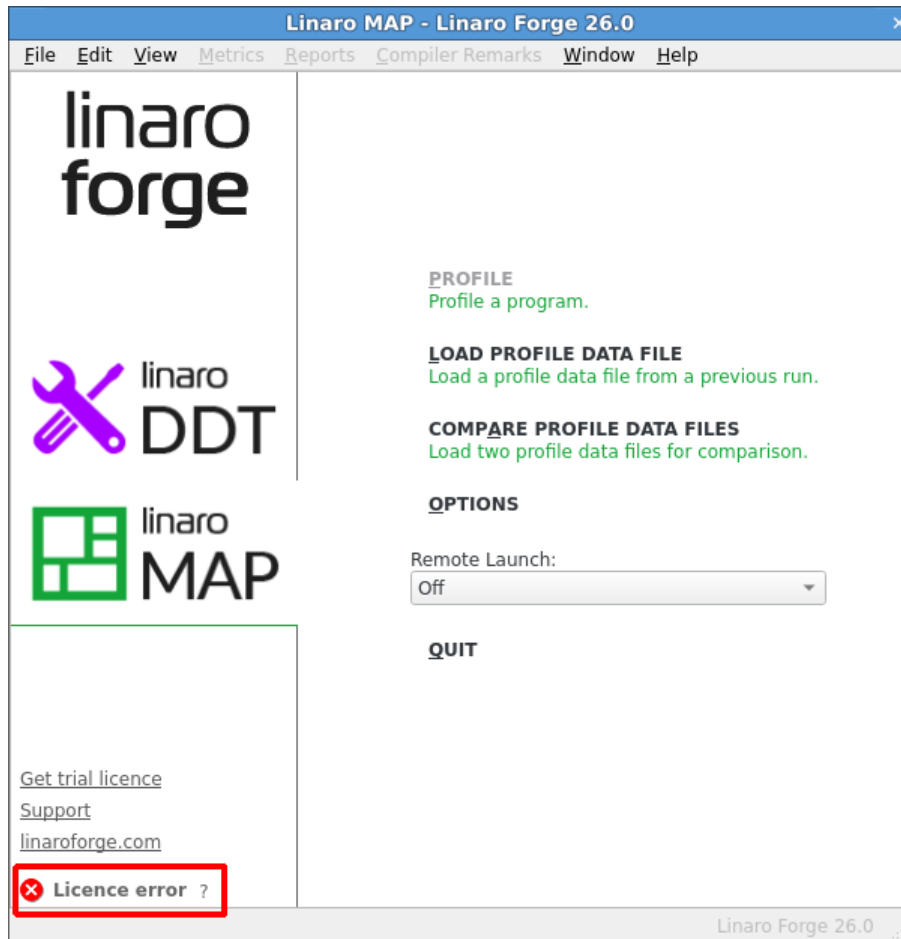 Linaro MAP - Linaro Forge 26.0
File Edit View Metrics Reports Compiler Remarks Window Help
linaro
forge
linaro
DDT
linaro
MAP
PROFILE
Profile a program.
LOAD PROFILE DATA FILE
Load a profile data file from a previous run.
COMPARE PROFILE DATA FILES
Load two profile data files for comparison.
OPTIONS
Remote Launch:
Off
QUIT
Get trial licence
Support
linaroforge.com
Licence error ?
Linaro Forge 26.0